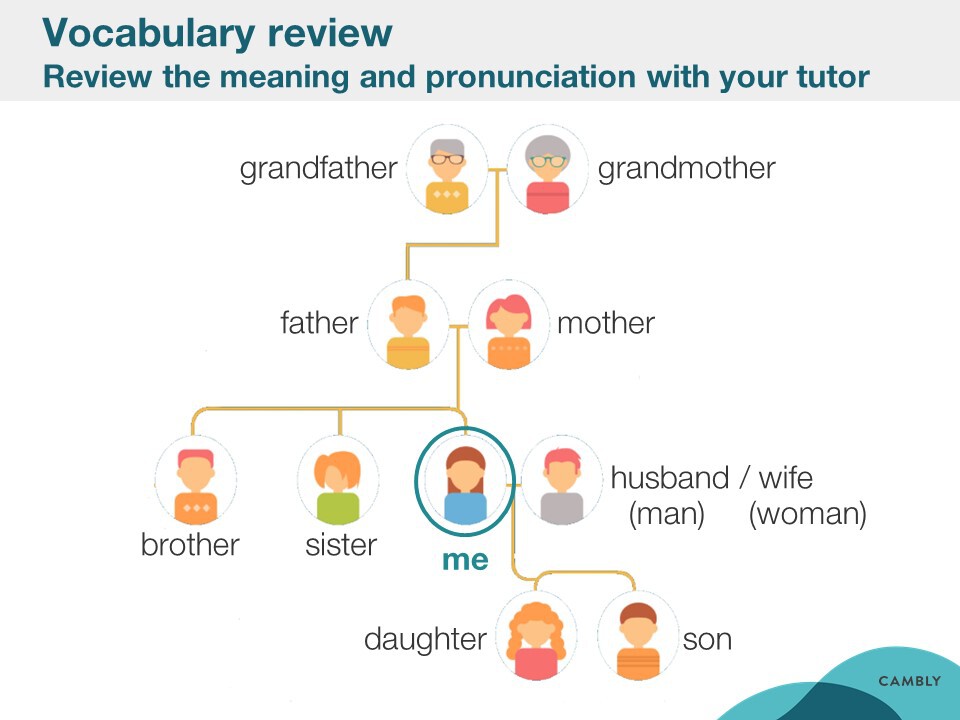 Vocabulary review
Review the meaning and pronunciation with your tutor
grandfather
grandmother
father
mother
husband / wife
(man) (woman)
brother
sister
me
daughter
son
CAMBLY